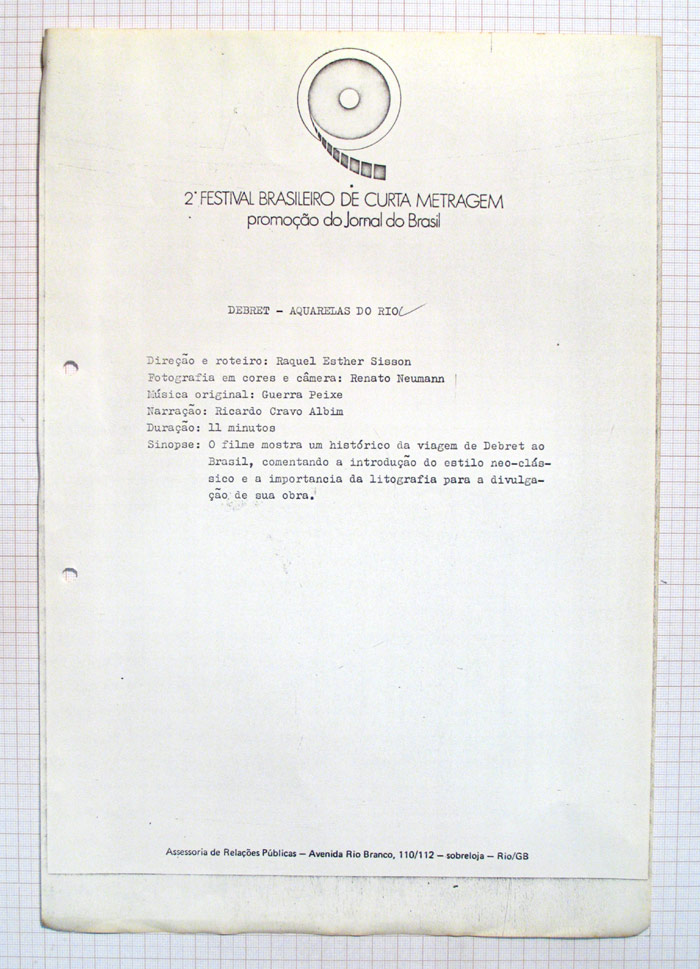 2º FESTIVAL BRASILEIRO DE CURTA METRAGEM
promoção do Jornal do Brasil
DEBRET - AQUARELAS DO RIO
Direção e roteiro: Raquel Esther Sisson
Fotografia em cores e câmera: Renato Neumann
Música original: Guerra Peixe
Narração: Ricardo Cravo Albim
Duração: 11 minutos
Sinopse: O filme mostra um histórico da viagem de Debret ao
Brasil, comentando a introdução do estilo neo-clás-
sico e a importancia da litografia para a divulga-
ção de sua obra.
Assessoria de Relações Públicas — Avenida Rio Branco, 110/112 — sobreloja — Rio/GB